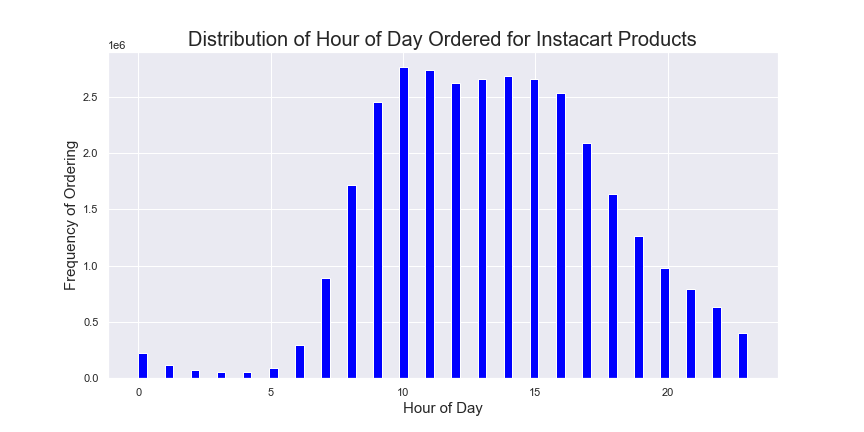 Distribution of Hour of Day Ordered for Instacart Products
1e6
2.5
2.0
1.5
1.0
0.5
0.0
Frequency of Ordering
0 5 10 15 20
Hour of Day